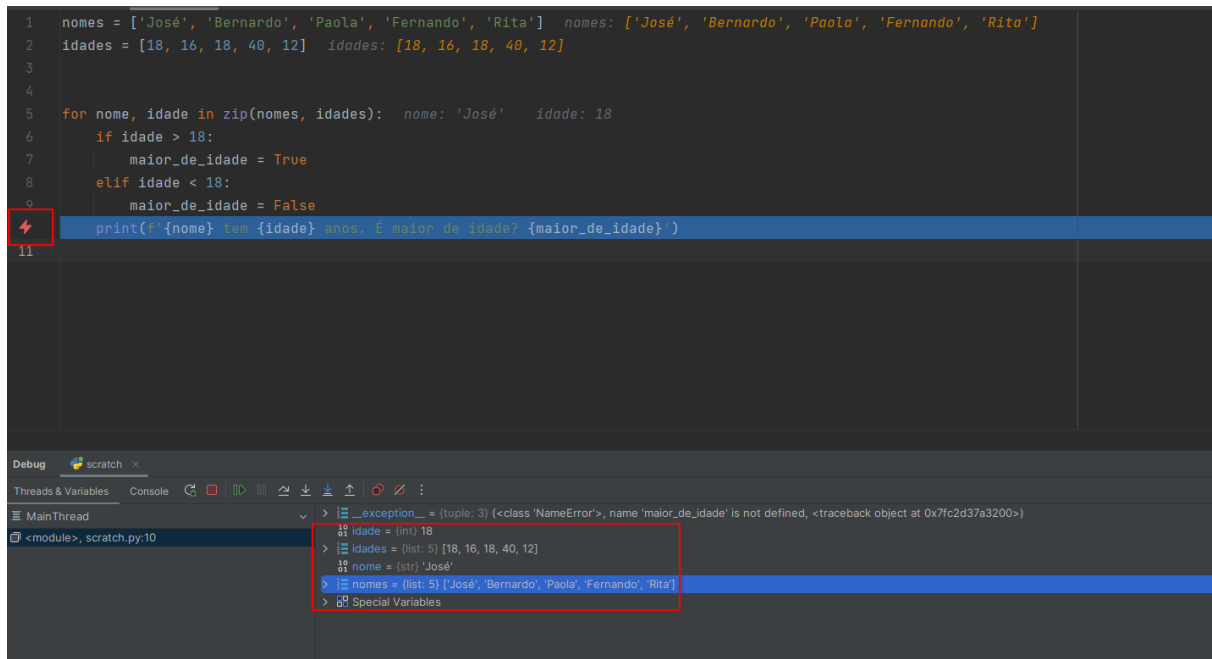 1 nomes = ['José', 'Bernardo', 'Paola', 'Fernando', 'Rita'] nomes: ['José', 'Bernardo', 'Paola', 'Fernando', 'Rita']
2 idades = [18, 16, 18, 40, 12] idades: [18, 16, 18, 40, 12]
3
4
5 for nome, idade in zip(nomes, idades): nome: 'José' idade: 18
6 if idade > 18:
7 maior_de_idade = True
8 elif idade < 18:
9 maior_de_idade = False
print(f'{nome} tem {idade} anos. É maior de idade? {maior_de_idade}')
11
Debug scratch
Threads & Variables Console
MainThread
<module>, scratch.py:10
__exception__ = {tuple: 3} (<class 'NameError'>, name 'maior_de_idade' is not defined, <traceback object at 0x7fc2d37a3200>)
idade = {int} 18
idades = {list: 5} [18, 16, 18, 40, 12]
nome = {str} 'José'
nomes = {list: 5} ['José', 'Bernardo', 'Paola', 'Fernando', 'Rita']
Special Variables